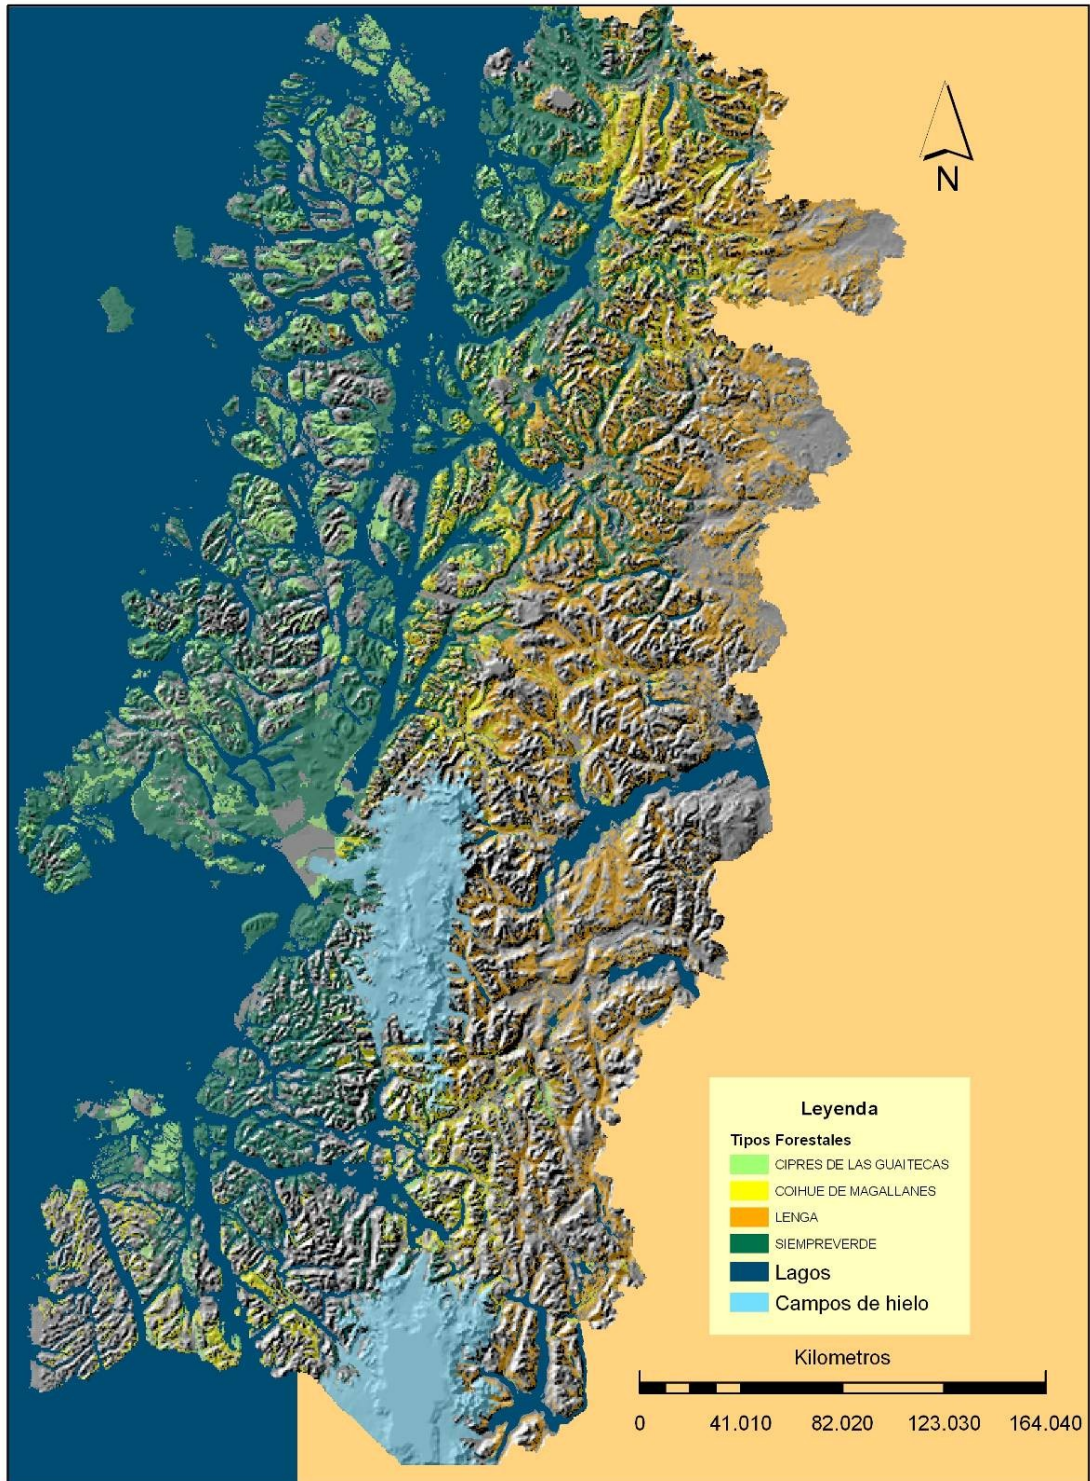 N
Leyenda
Tipos Forestales
CIPRES DE LAS GUAITECAS
COIHUE DE MAGALLANES
LENGA
SIEMPREVERDE
Lagos
Campos de hielo
Kilometros
0 41.010 82.020 123.030 164.040